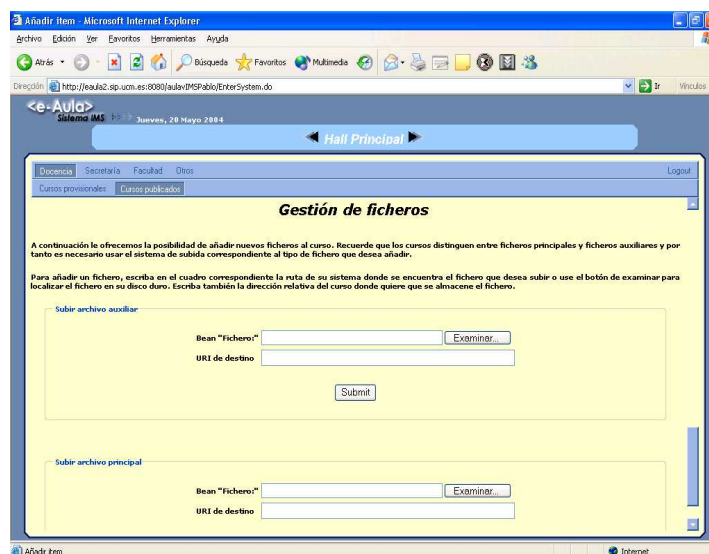 Añadir item - Microsoft Internet Explorer
Archivo Edición Ver Favoritos Herramientas Ayuda
Atrás Búsqueda Favoritos Multimedia
Dirección http://eaula2.sip.ucm.es:8080/aulavIMSPablo/EnterSystem.do Ir Vínculos
<e-Aula>
Sistema IMS Jueves, 20 Mayo 2004
Hall Principal
Docencia Secretaría Facultad Otros Logout
Cursos provisionales Cursos publicados
Gestión de ficheros
A continuación le ofrecemos la posibilidad de añadir nuevos ficheros al curso. Recuerde que los cursos distinguen entre ficheros principales y ficheros auxiliares y por
tanto es necesario usar el sistema de subida correspondiente al tipo de fichero que desea añadir.
Para añadir un fichero, escriba en el cuadro correspondiente la ruta de su sistema donde se encuentra el fichero que desea subir o use el botón de examinar para
localizar el fichero en su disco duro. Escriba también la dirección relativa del curso donde quiere que se almacene el fichero.
Subir archivo auxiliar
Bean "Fichero:" Examinar...
URI de destino
Submit
Subir archivo principal
Bean "Fichero:" Examinar...
URI de destino
Añadir item Internet